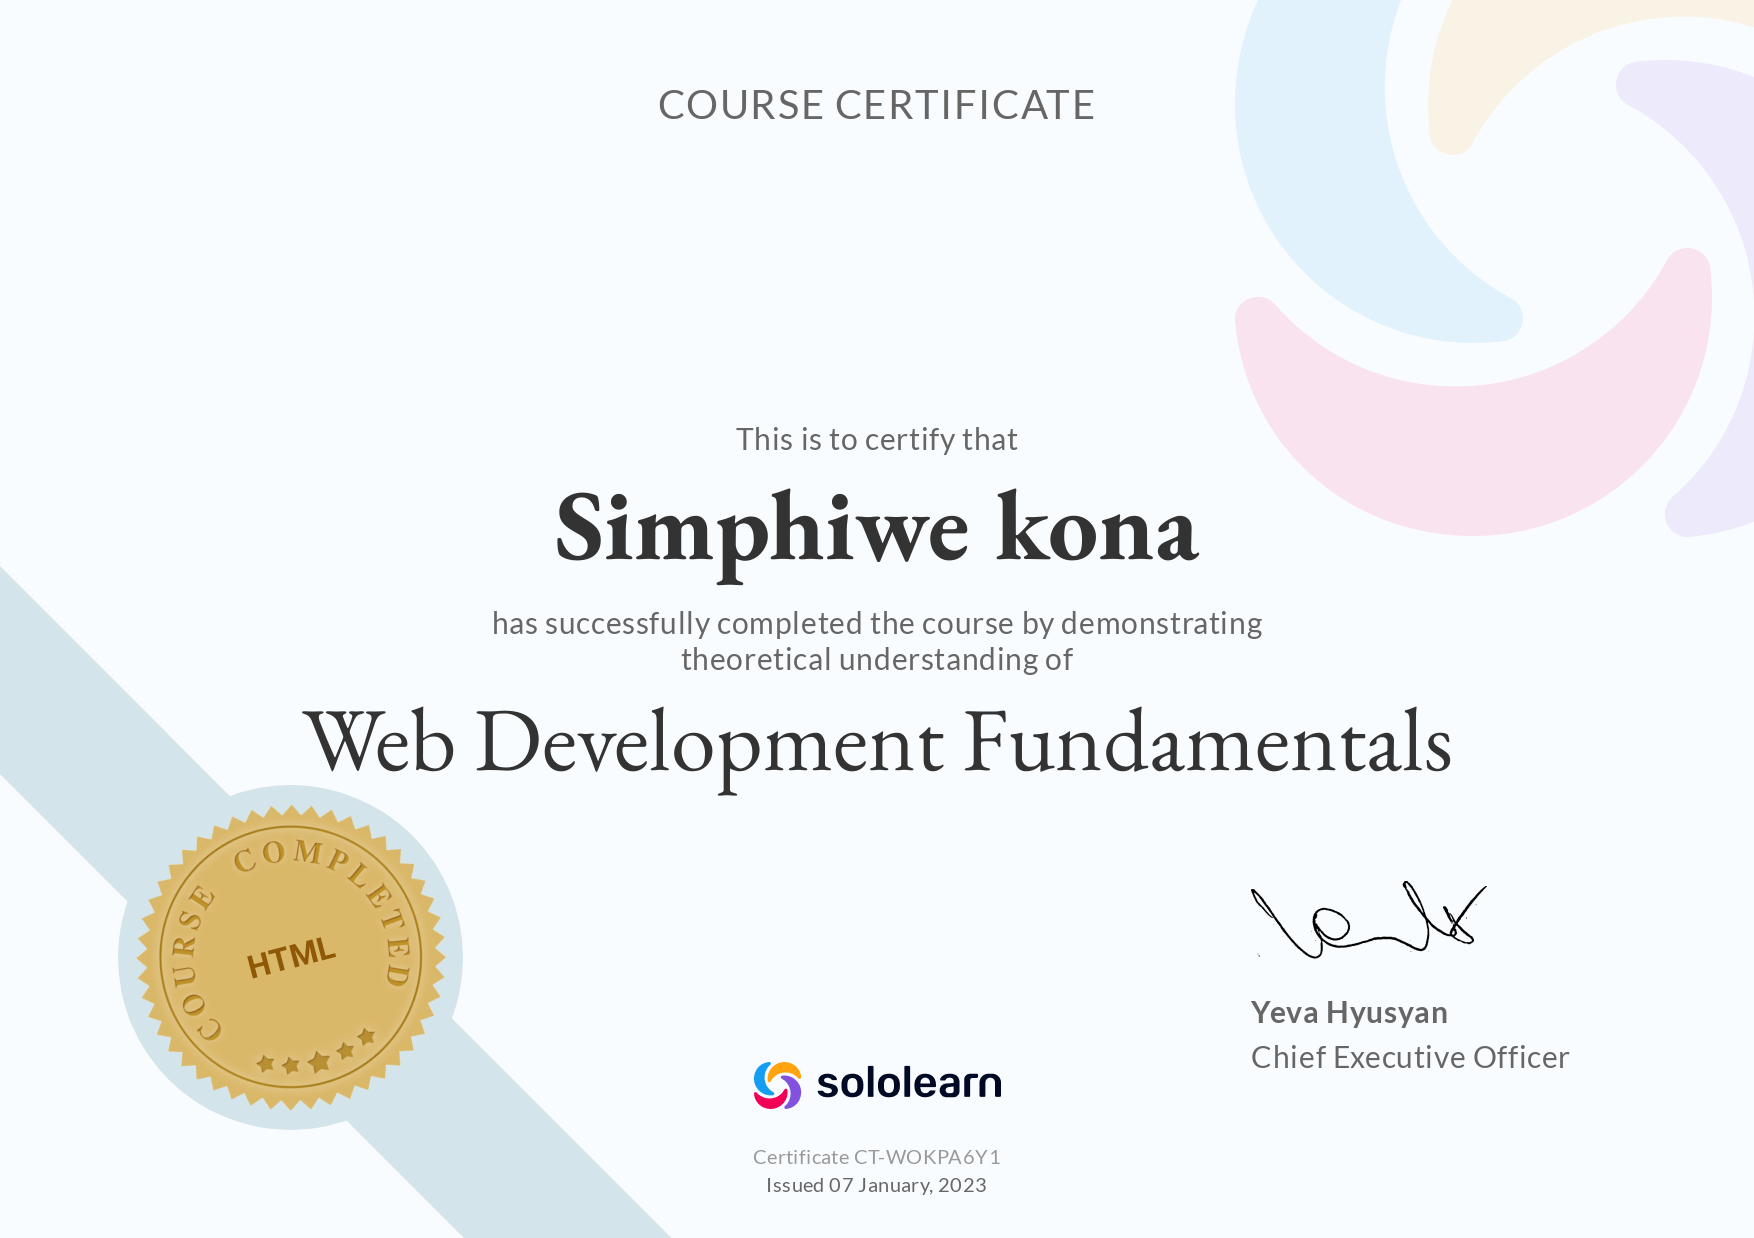 COURSE CERTIFICATE
This is to certify that
Simphiwe kona
has successfully completed the course by demonstrating
theoretical understanding of
Web Development Fundamentals
COURSE COMPLETED
HTML
Yeva Hyusyan
Chief Executive Officer
sololearn
Certificate CT-WOKPA6Y1
Issued 07 January, 2023